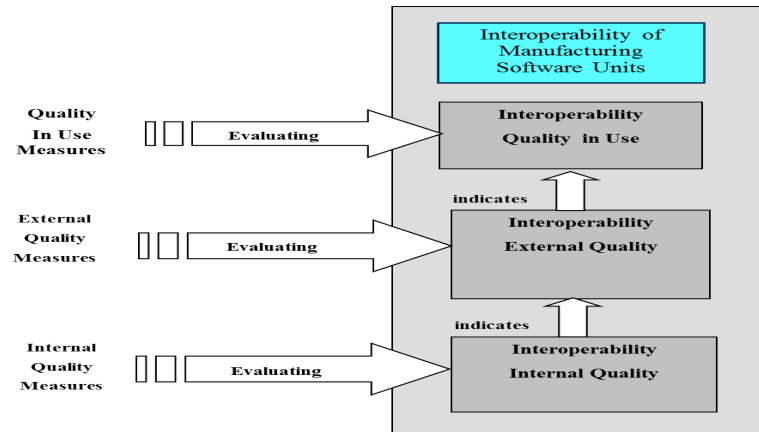 Interoperability of
Manufacturing
Software Units
Quality
In Use
Measures
Evaluating
Interoperability
Quality in Use
indicates
External
Quality
Measures
Evaluating
Interoperability
External Quality
indicates
Internal
Quality
Measures
Evaluating
Interoperability
Internal Quality